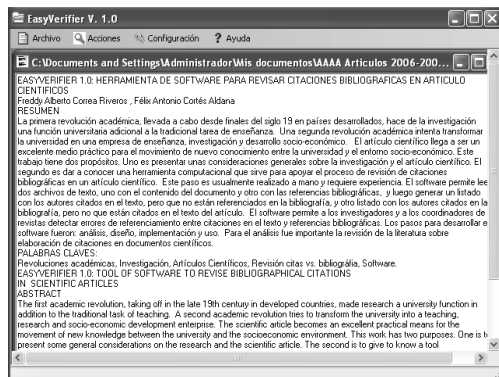 EasyVerifier V. 1.0
Archivo Acciones Configuración ? Ayuda
C:\Documents and Settings\Administrador\Mis documentos\AAAA Articulos 2006-200...
EASYVERIFIER 1.0: HERRAMIENTA DE SOFTWARE PARA REVISAR CITACIONES BIBLIOGRAFICAS EN ARTICULO
CIENTIFICOS
Freddy Alberto Correa Riveros , Félix Antonio Cortés Aldana
RESUMEN
La primera revolución académica, llevada a cabo desde finales del siglo 19 en países desarrollados, hace de la investigación
una función universitaria adicional a la tradicional tarea de enseñanza. Una segunda revolución académica intenta transformar
la universidad en una empresa de enseñanza, investigación y desarrollo socio-económico. El artículo científico llega a ser un
excelente medio práctico para el movimiento de nuevo conocimiento entre la universidad y el entorno socio-económico. Este
trabajo tiene dos propósitos. Uno es presentar unas consideraciones generales sobre la investigación y el artículo científico. El
segundo es dar a conocer una herramienta computacional que sirve para apoyar el proceso de revisión de citaciones
bibliográficas en un artículo científico. Este paso es usualmente realizado a mano y requiere experiencia. El software permite lee
dos archivos de texto, uno con el contenido del documento y otro con las referencias bibliográficas, y luego generar un listado
con los autores citados en el texto, pero que no están referenciados en la bibliografía, y otro listado con los autores citados en la
bibliografía, pero no que están citados en el texto del artículo. El software permite a los investigadores y a los coordinadores de
revistas detectar errores de referenciamiento entre citaciones en el texto y referencias bibliográficas. Los pasos para desarrollar e
software fueron: análisis, diseño, implementación y uso. Para el análisis fue importante la revisión de la literatura sobre
elaboración de citaciones en documentos científicos.
PALABRAS CLAVES:
Revoluciones académicas, Investigación, Artículos Científicos, Revisión citas vs. bibliografía, Software.
EASYVERIFIER 1.0: TOOL OF SOFTWARE TO REVISE BIBLIOGRAPHICAL CITATIONS
IN SCIENTIFIC ARTICLES
ABSTRACT
The first academic revolution, taking off in the late 19th century in developed countries, made research a university function in
addition to the traditional task of teaching. A second academic revolution tries to transform the university into a teaching,
research and socio-economic development enterprise. The scientific article becomes an excellent practical means for the
movement of new knowledge between the university and the socioeconomic environment. This work has two purposes. One is t
present some general considerations on the research and the scientific article. The second is to give to know a tool